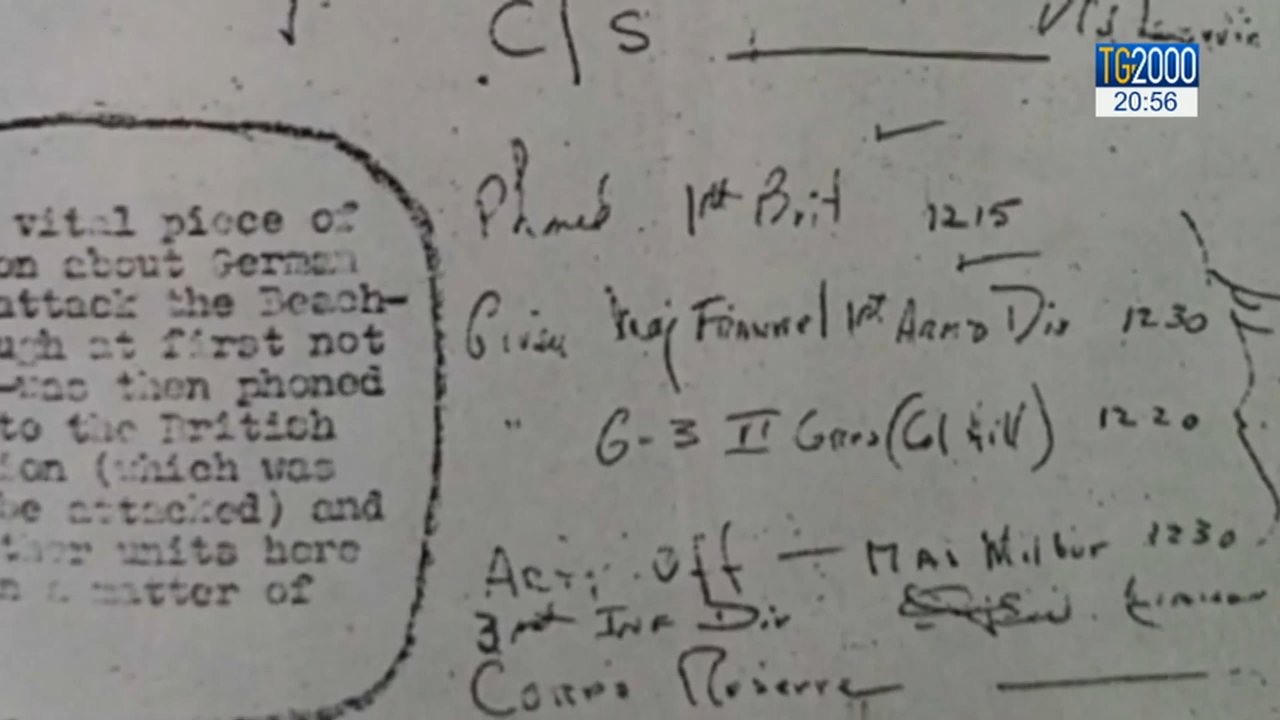 C/S
TG2000
20:56
Phoned 1st Brit 1215
Given Maj 1st Armd Div 1230
" G-3 II Corps (Col Hill) 1220
Off — Maj Wilbur 1230
3rd Inf Div
Corps Reserve
vital piece of
on about German
attack the Beach-
ugh at first not
-was then phoned
to the British
ion (which was
be attacked) and
ther units here
a matter of